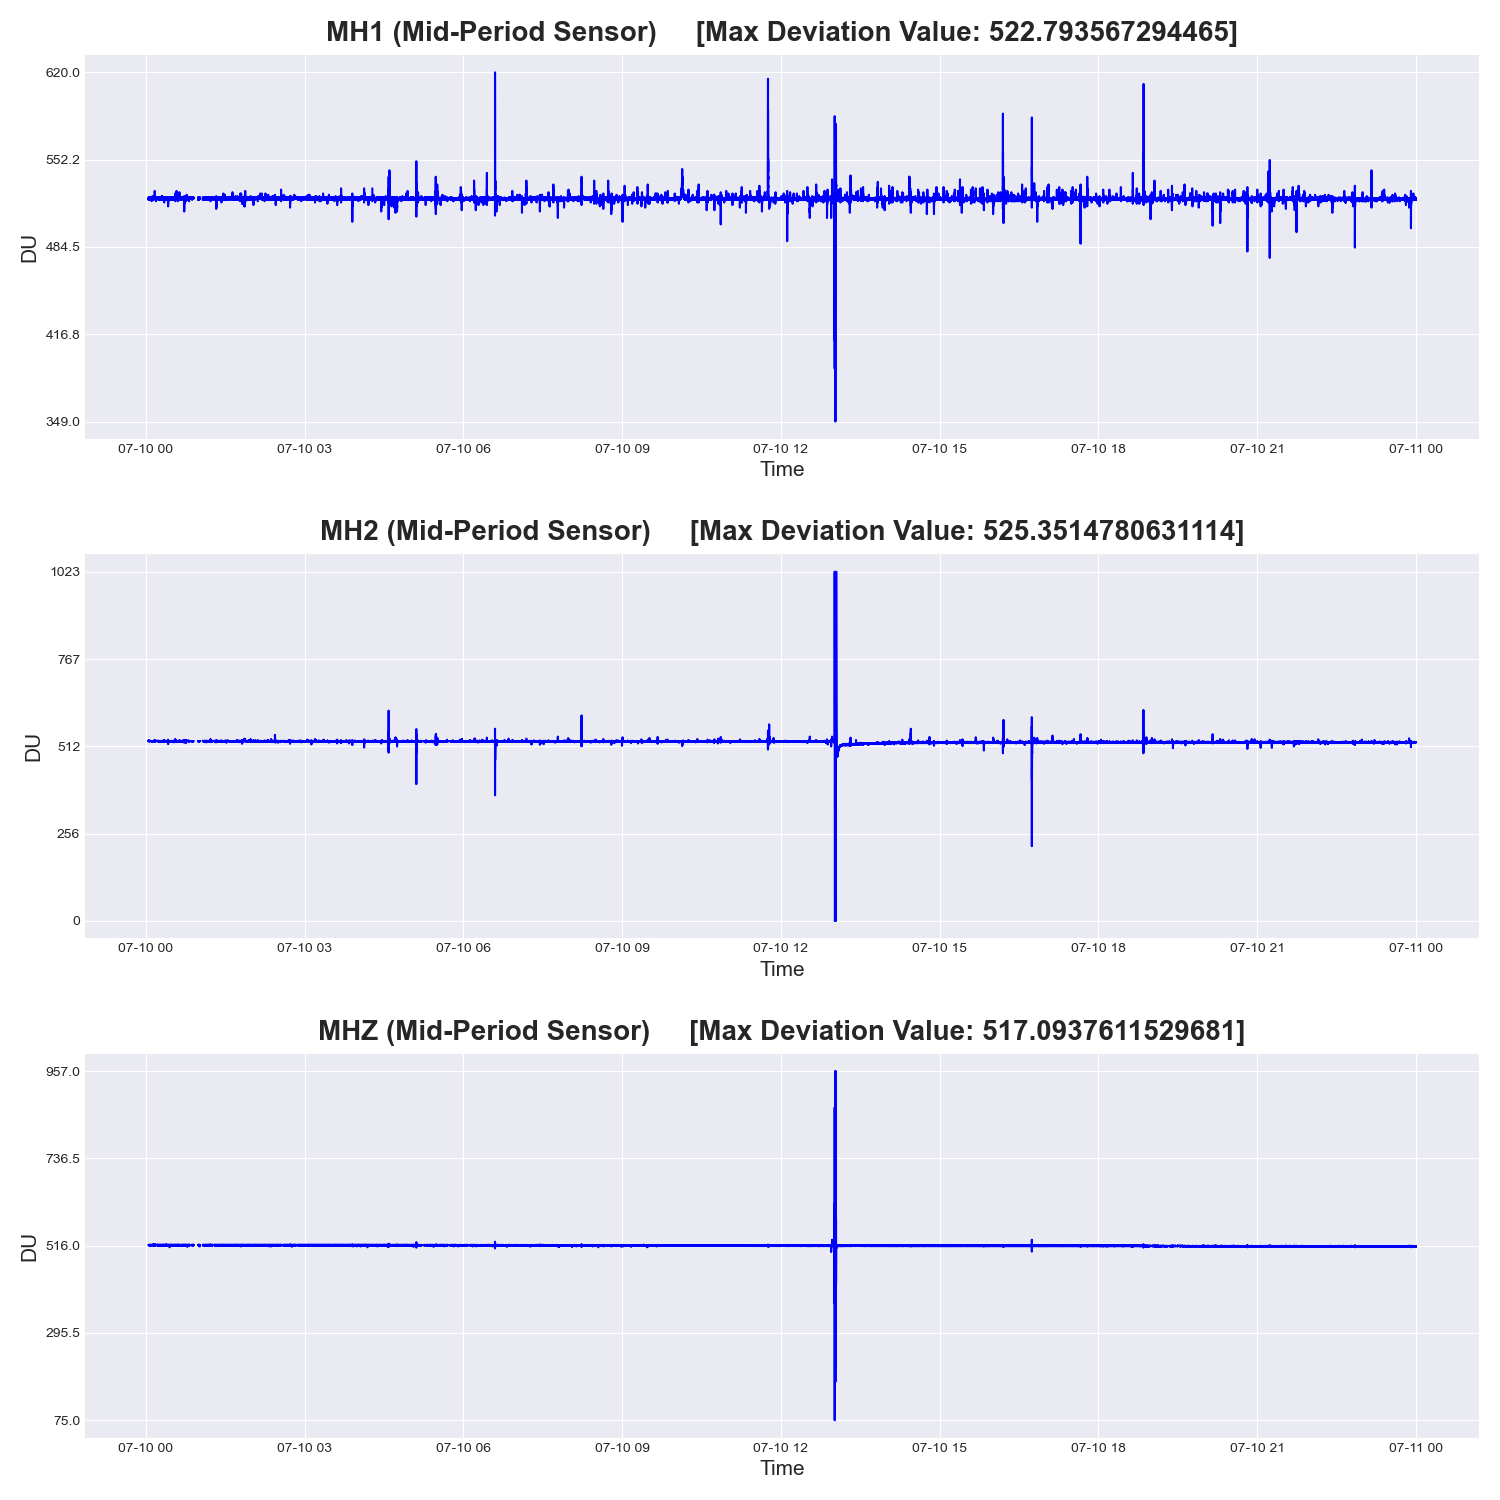 MH1 (Mid-Period Sensor)     [Max Deviation Value: 522.793567294465]
620.0
552.2
484.5
416.8
349.0
DU
07-10 00 07-10 03 07-10 06 07-10 09 07-10 12 07-10 15 07-10 18 07-10 21 07-11 00
Time
MH2 (Mid-Period Sensor)     [Max Deviation Value: 525.3514780631114]
1023
767
512
256
0
DU
07-10 00 07-10 03 07-10 06 07-10 09 07-10 12 07-10 15 07-10 18 07-10 21 07-11 00
Time
MHZ (Mid-Period Sensor)     [Max Deviation Value: 517.0937611529681]
957.0
736.5
516.0
295.5
75.0
DU
07-10 00 07-10 03 07-10 06 07-10 09 07-10 12 07-10 15 07-10 18 07-10 21 07-11 00
Time